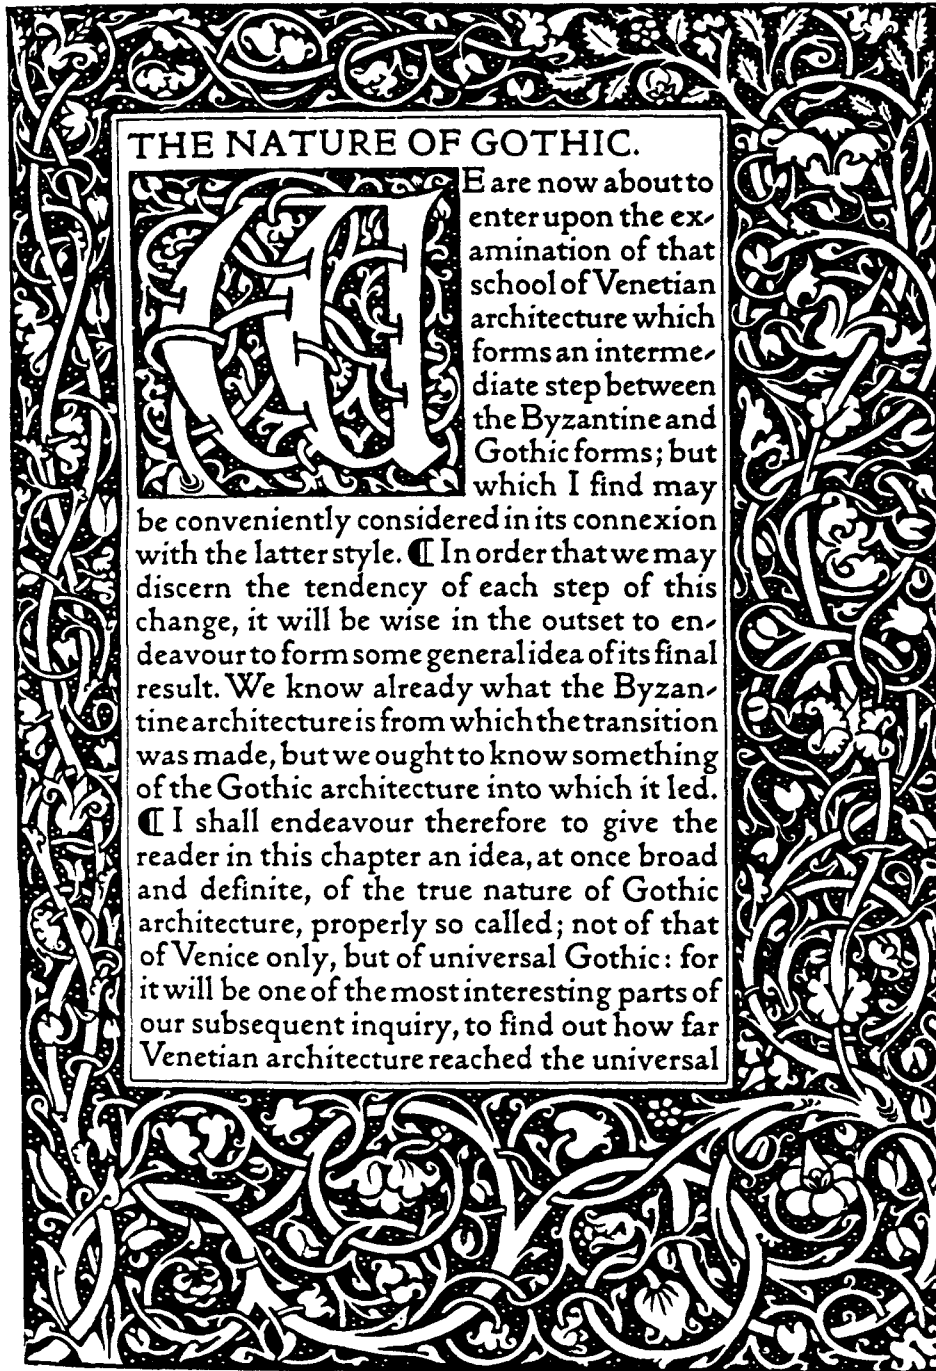 THE NATURE OF GOTHIC.
WE are now about to
enter upon the ex-
amination of that
school of Venetian
architecture which
forms an interme-
diate step between
the Byzantine and
Gothic forms; but
which I find may
be conveniently considered in its connexion
with the latter style. ⁋ In order that we may
discern the tendency of each step of this
change, it will be wise in the outset to en-
deavour to form some general idea of its final
result. We know already what the Byzan-
tine architecture is from which the transition
was made, but we ought to know something
of the Gothic architecture into which it led.
⁋ I shall endeavour therefore to give the
reader in this chapter an idea, at once broad
and definite, of the true nature of Gothic
architecture, properly so called; not of that
of Venice only, but of universal Gothic: for
it will be one of the most interesting parts of
our subsequent inquiry, to find out how far
Venetian architecture reached the universal